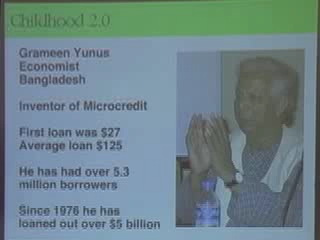 Childhood 2.0
Grameen Yunus
Economist
Bangladesh
Inventor of Microcredit
First loan was $27
Average loan $125
He has had over 5.3
million borrowers
Since 1976 he has
loaned out over $5 billion